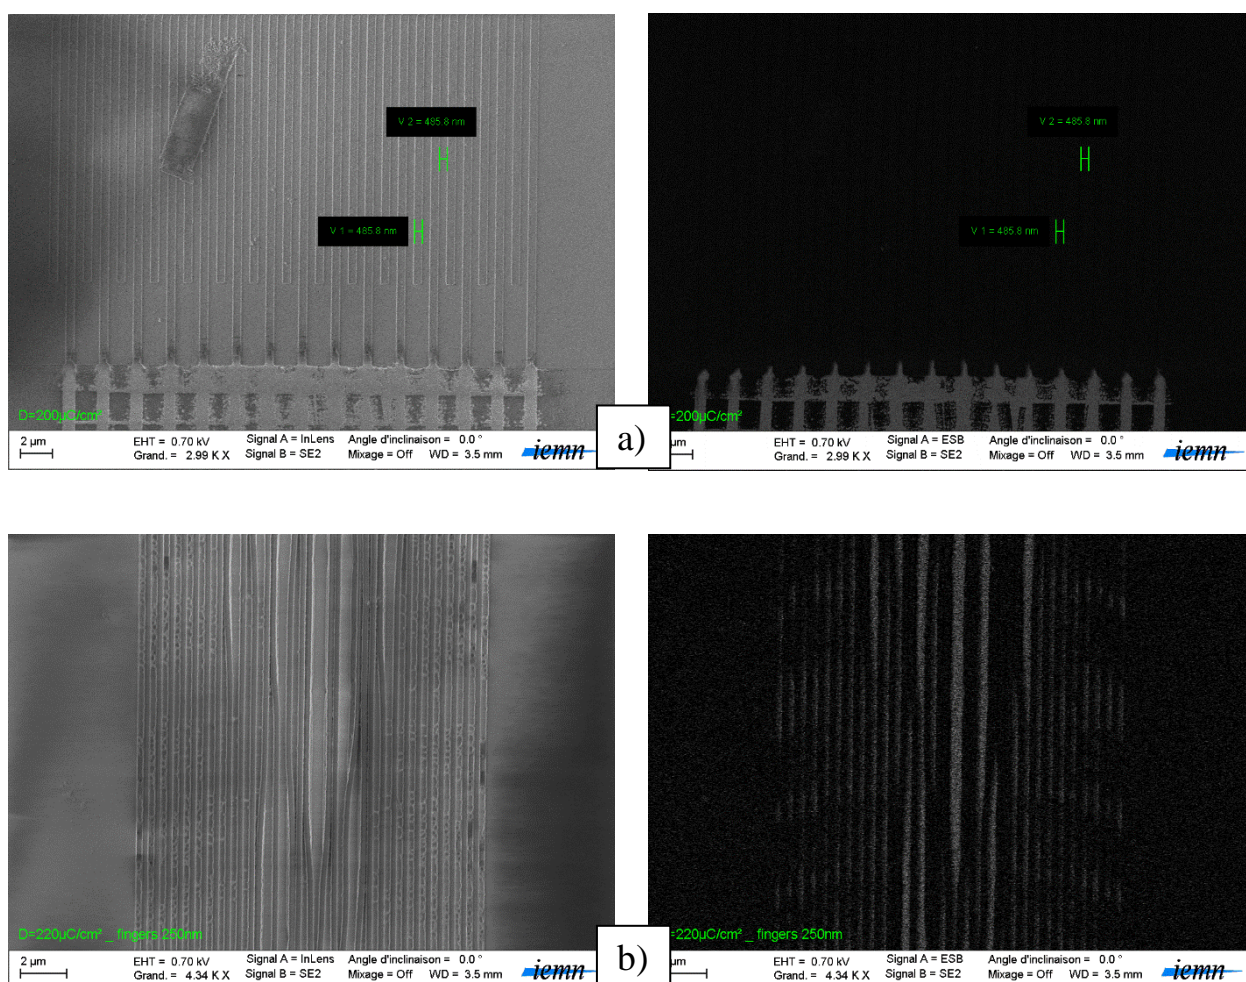 V 2 = 485.8 nm
V 1 = 485.8 nm
D=200µC/cm²
2 µm
EHT = 0.70 kV Signal A = InLens Angle d'inclinaison = 0.0 °
Grand. = 2.99 K X Signal B = SE2 Mixage = Off WD = 3.5 mm
iemn
a)
V 2 = 485.8 nm
V 1 = 485.8 nm
=200µC/cm²
µm
EHT = 0.70 kV Signal A = ESB Angle d'inclinaison = 0.0 °
Grand. = 2.99 K X Signal B = SE2 Mixage = Off WD = 3.5 mm
iemn
D=220µC/cm² _ fingers 250nm
2 µm
EHT = 0.70 kV Signal A = InLens Angle d'inclinaison = 0.0 °
Grand. = 4.34 K X Signal B = SE2 Mixage = Off WD = 3.5 mm
iemn
b)
=220µC/cm² _ fingers 250nm
µm
EHT = 0.70 kV Signal A = ESB Angle d'inclinaison = 0.0 °
Grand. = 4.34 K X Signal B = SE2 Mixage = Off WD = 3.5 mm
iemn